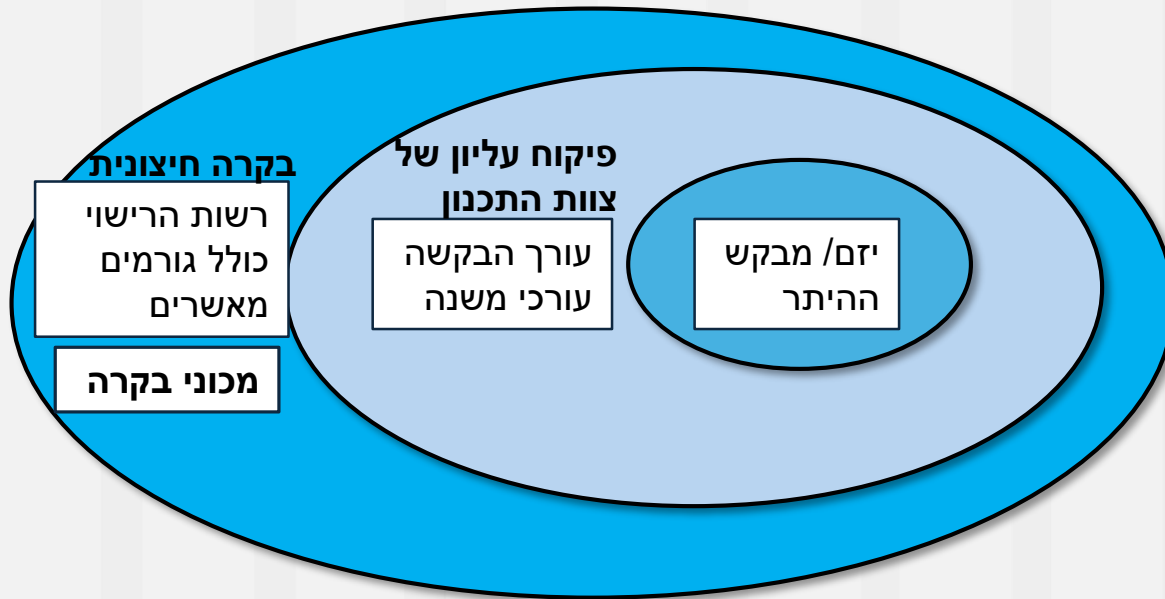 יזם/ מבקש
ההיתר
פיקוח עליון של
צוות התכנון
עורך הבקשה
עורכי משנה
בקרה חיצונית
רשות הרישוי
כולל גורמים
מאשרים
מכוני בקרה